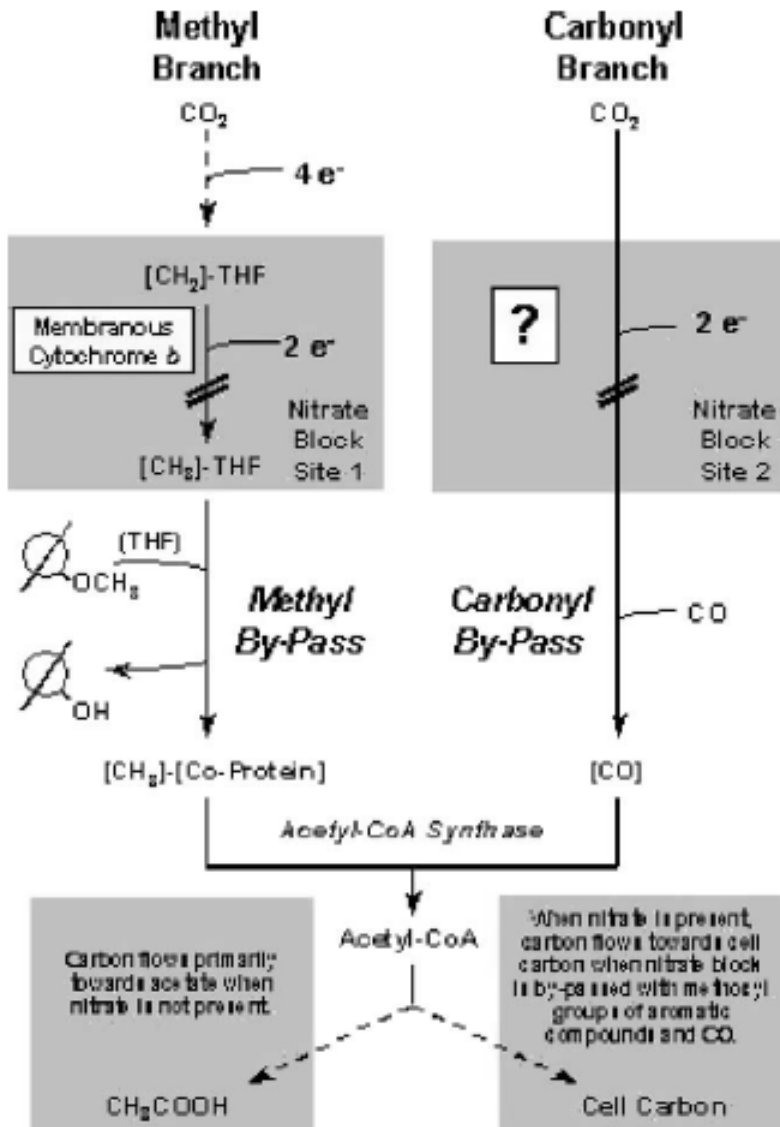 Methyl
Branch
Carbonyl
Branch
CO₂
CO₂
4 e⁻
[CH₂]-THF
Membranous
Cytochrome b
2 e⁻
?
2 e⁻
Nitrate
Block
Site 1
Nitrate
Block
Site 2
[CH₃]-THF
(THF)
OCH₃
Methyl
By-Pass
Carbonyl
By-Pass
CO
OH
[CH₃]-[Co-Protein]
[CO]
Acetyl-CoA Synthase
Acetyl-CoA
Carbon flows primarily
towards acetate when
nitrate is not present.
When nitrate is present,
carbon flows towards cell
carbon when nitrate block
is by-passed with methoxyl
groups of aromatic
compounds and CO.
CH₃COOH
Cell Carbon